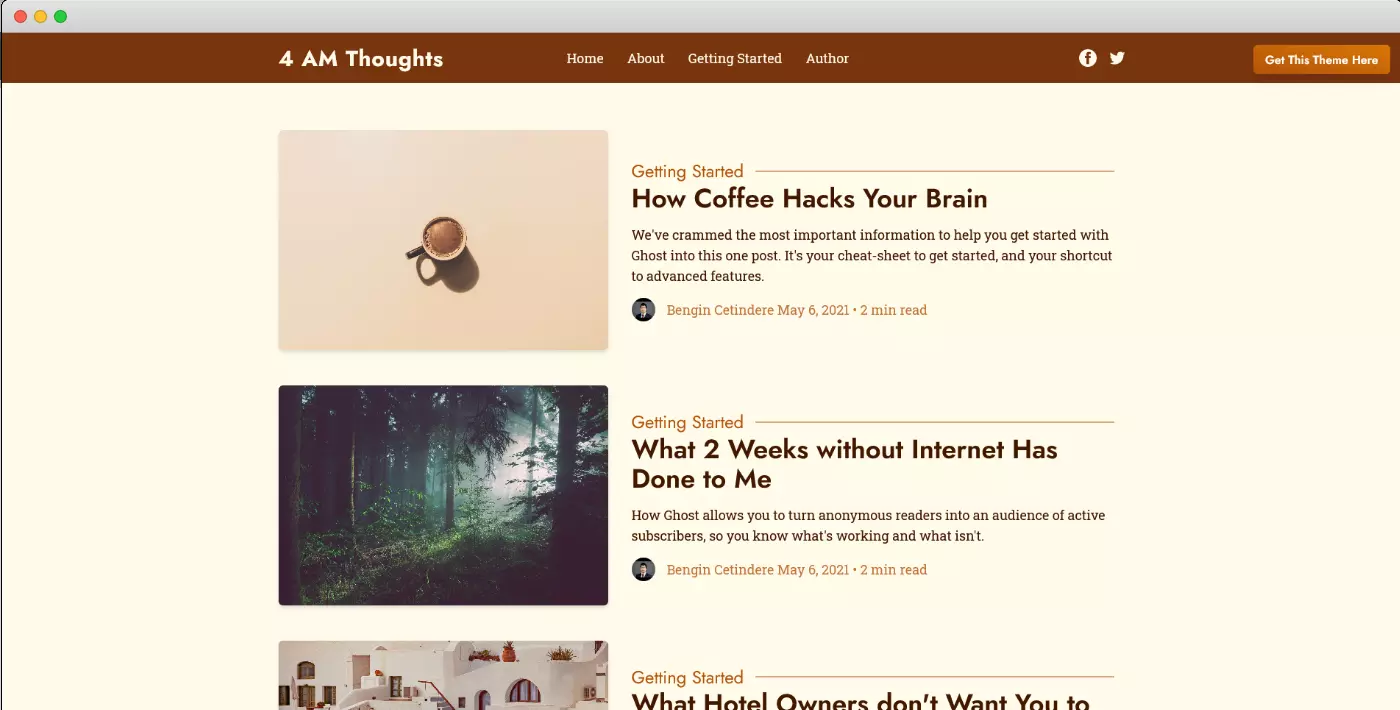 4 AM Thoughts
Home
About
Getting Started
Author
Get This Theme Here
Getting Started
How Coffee Hacks Your Brain
We've crammed the most important information to help you get started with
Ghost into this one post. It's your cheat-sheet to get started, and your shortcut
to advanced features.
Bengin Cetindere May 6, 2021 • 2 min read
Getting Started
What 2 Weeks without Internet Has
Done to Me
How Ghost allows you to turn anonymous readers into an audience of active
subscribers, so you know what's working and what isn't.
Bengin Cetindere May 6, 2021 • 2 min read
Getting Started
What Hotel Owners don't Want You to